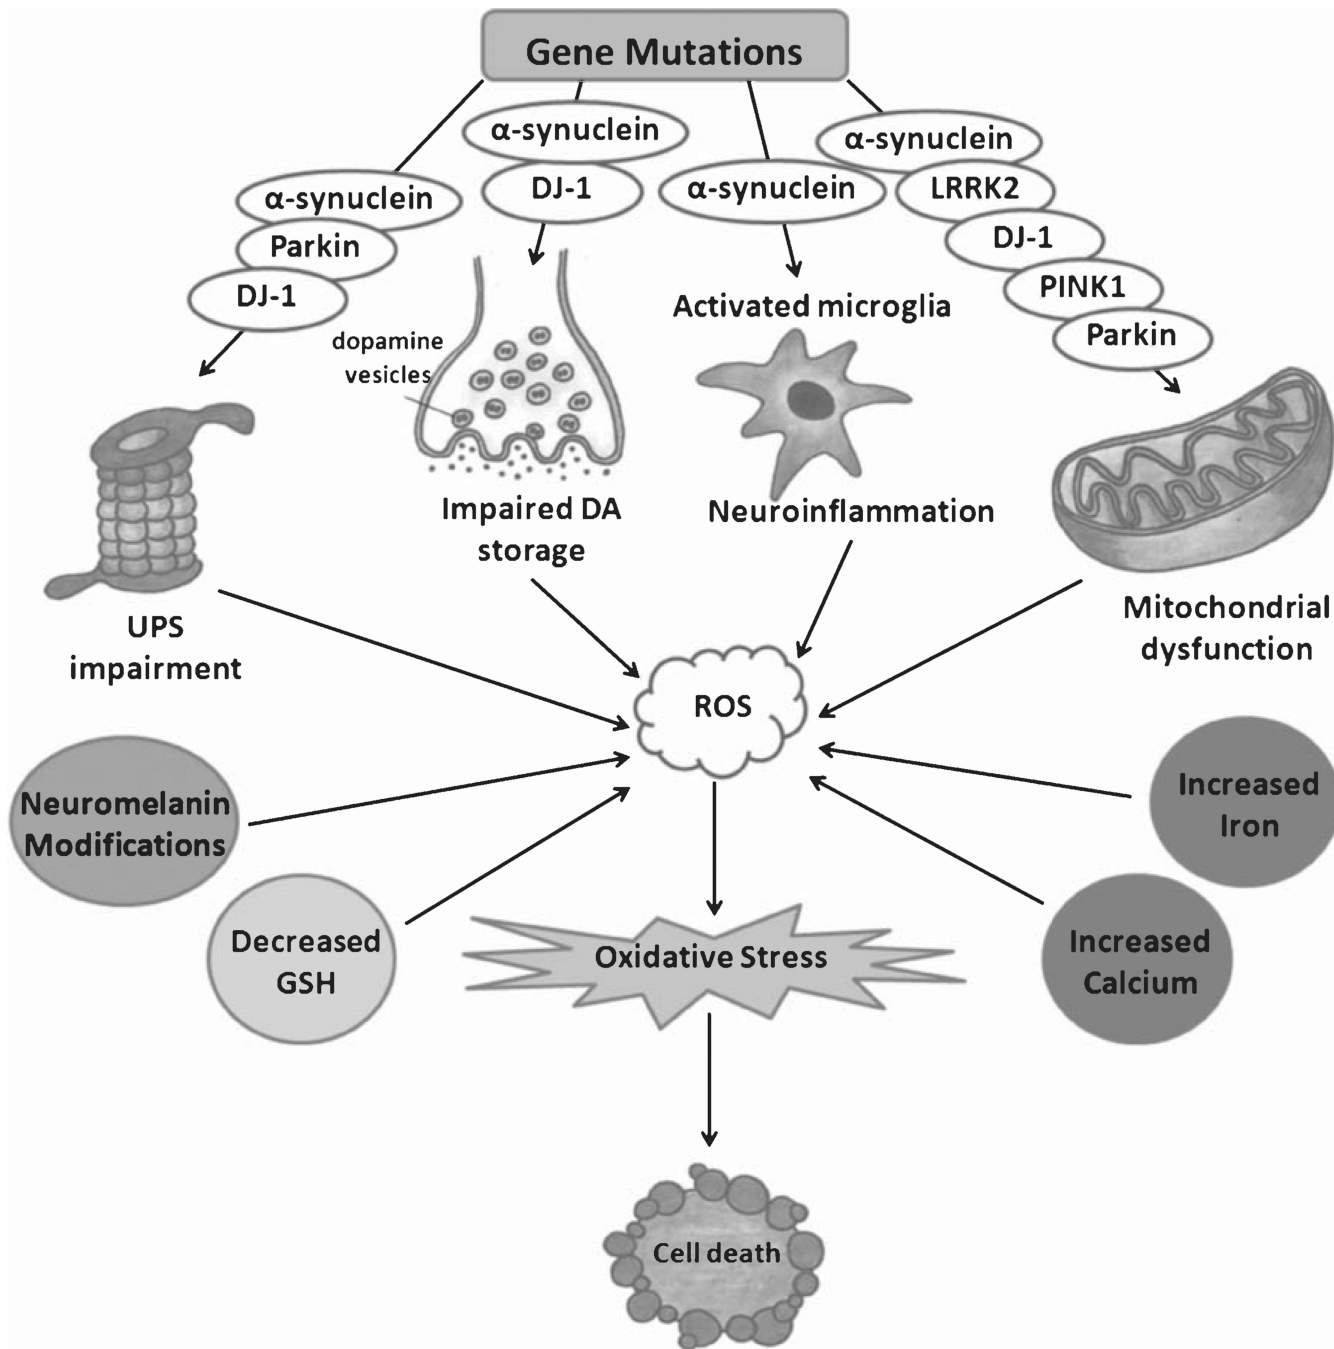 Gene Mutations
α-synuclein
Parkin
DJ-1
α-synuclein
DJ-1
α-synuclein
α-synuclein
LRRK2
DJ-1
PINK1
Parkin
dopamine
vesicles
Activated microglia
UPS
impairment
Impaired DA
storage
Neuroinflammation
Mitochondrial
dysfunction
ROS
Neuromelanin
Modifications
Decreased
GSH
Increased
Iron
Increased
Calcium
Oxidative Stress
Cell death